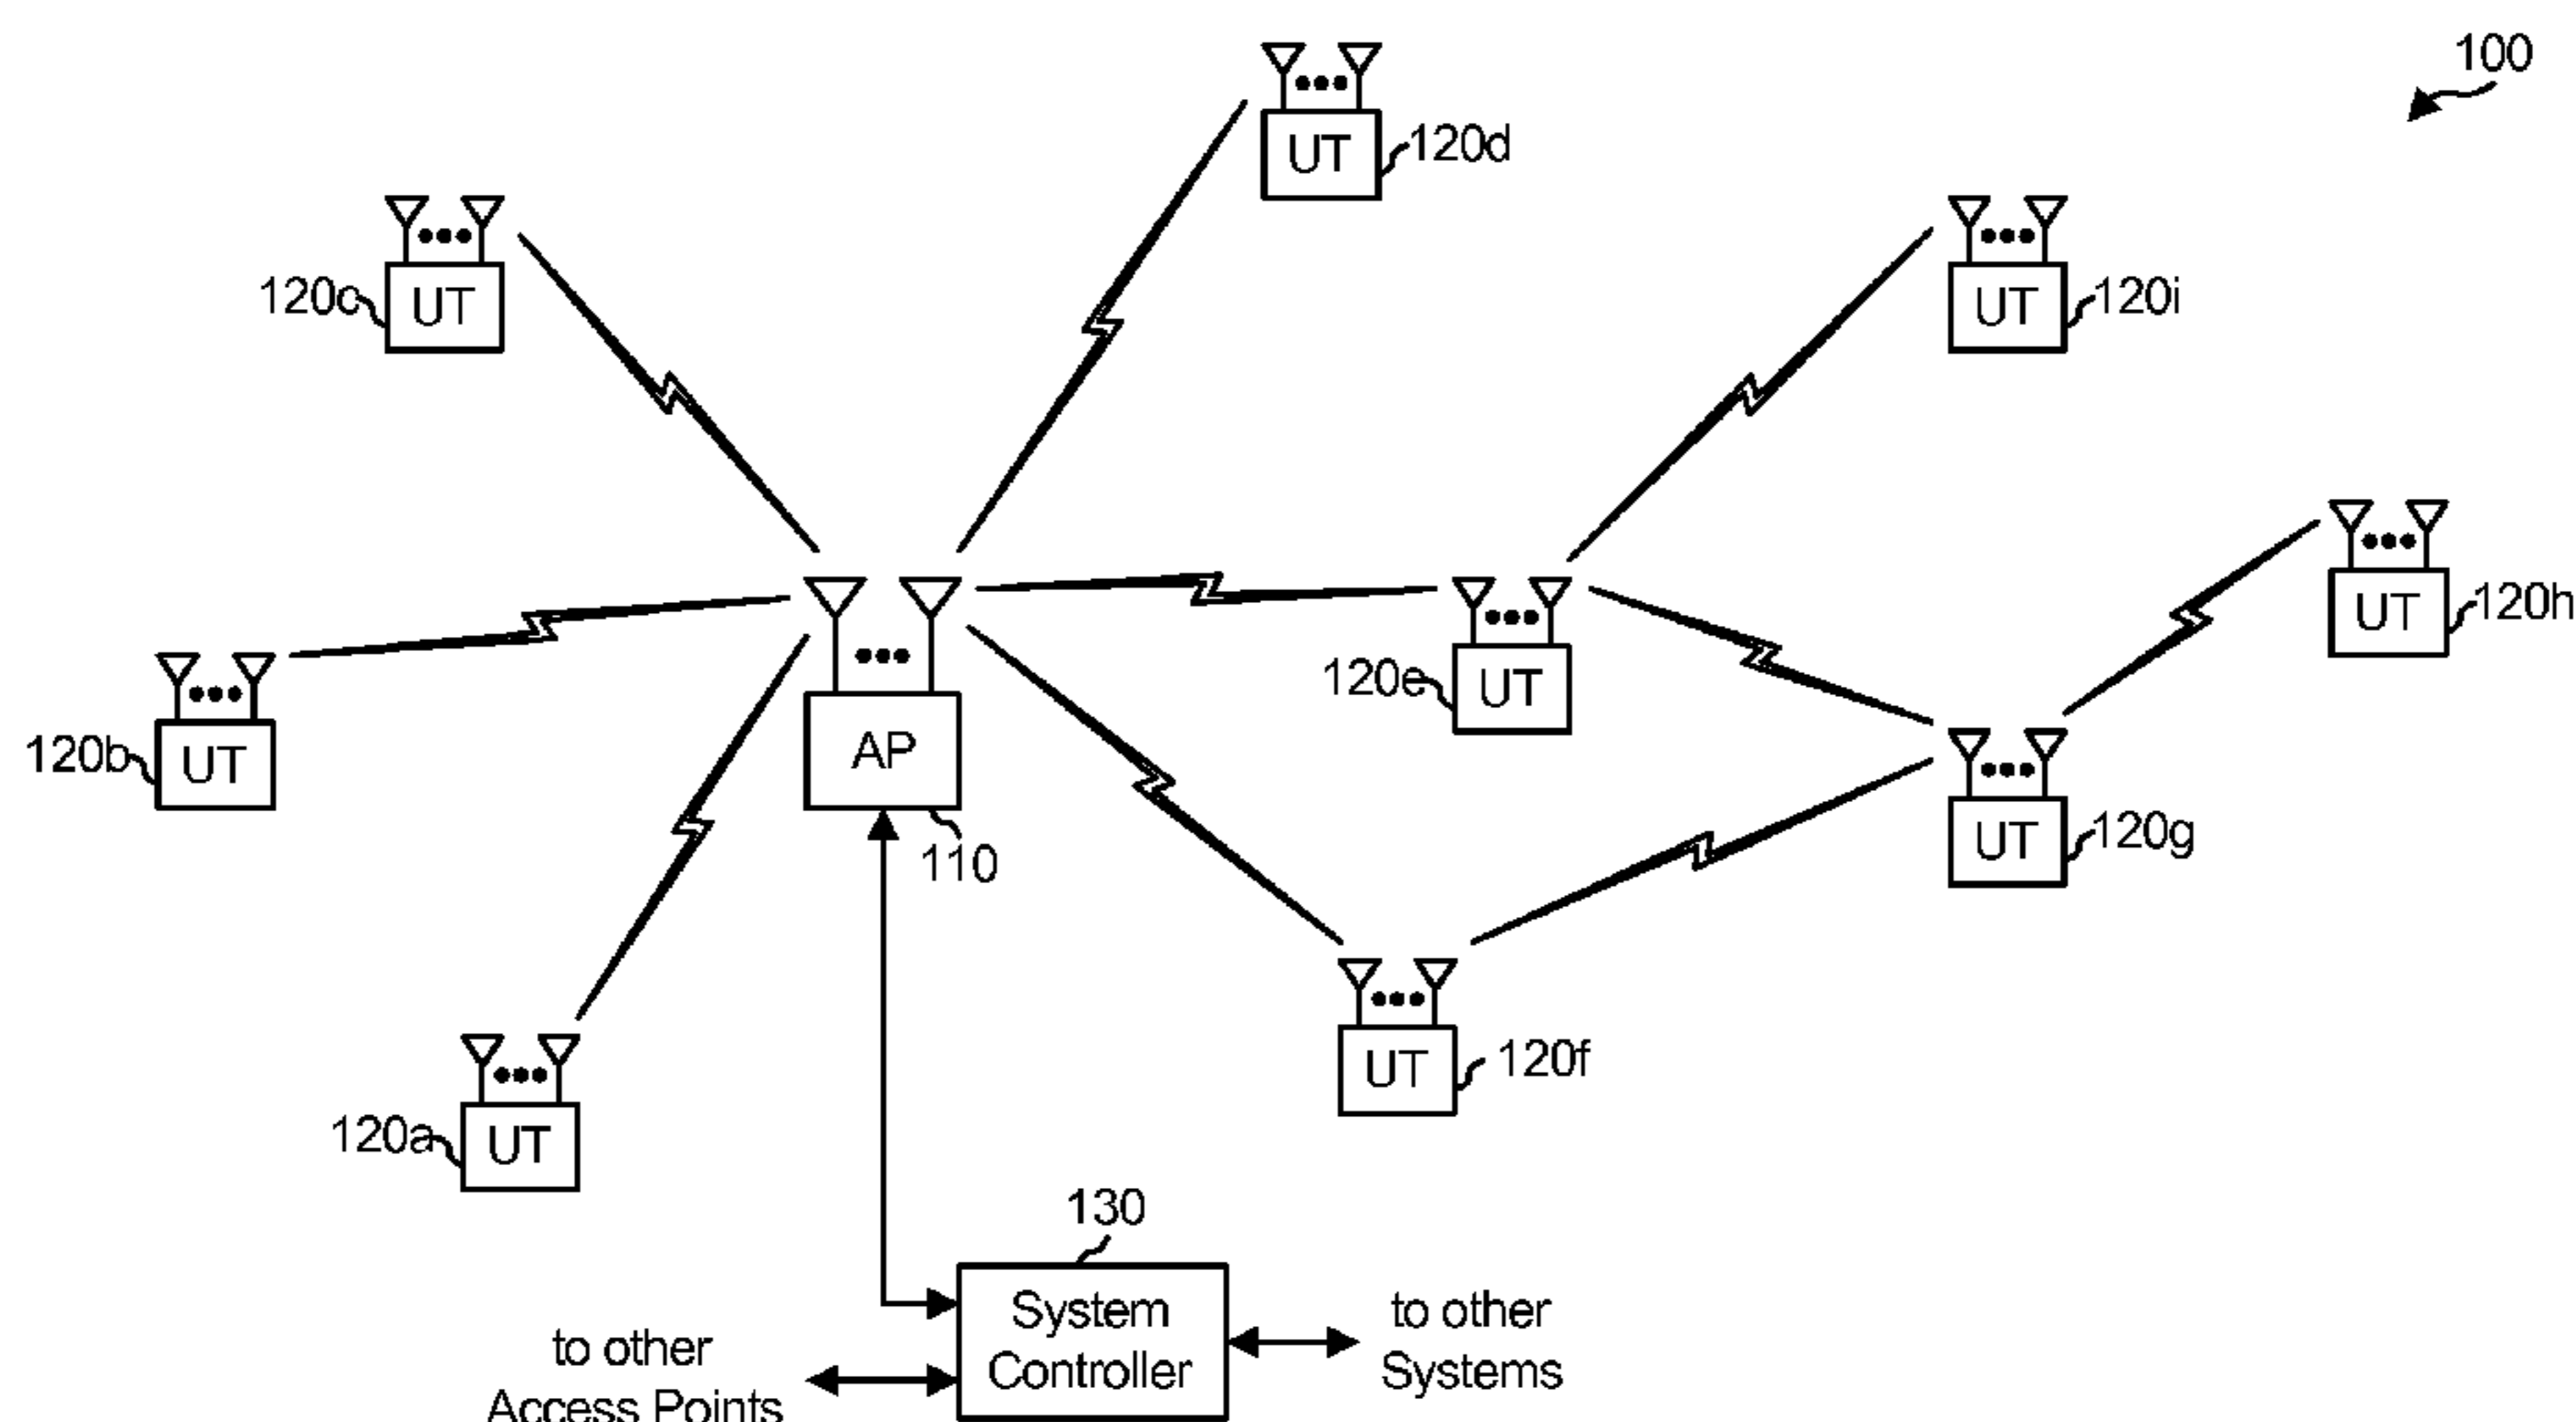 100
UT
120d
120c
UT
UT
120i
UT
120h
120e
UT
120b
UT
AP
110
UT
120g
UT
120f
120a
UT
130
System
Controller
to other
Systems
to other
Access Points